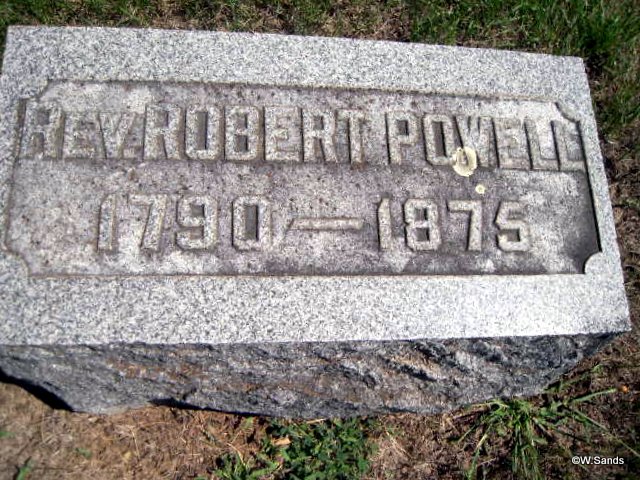 REV. ROBERT POWELL
1790 — 1875
©W.Sands